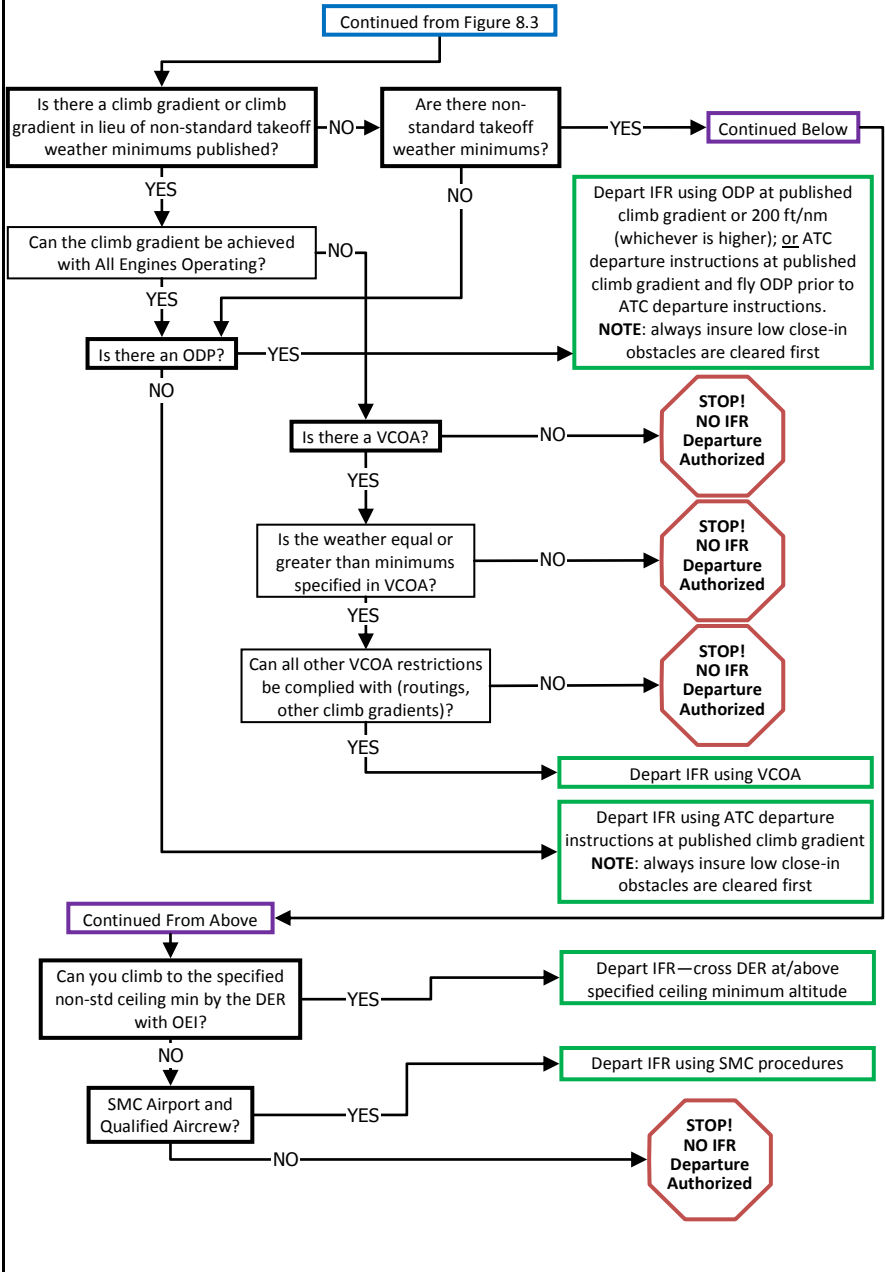 Continued from Figure 8.3
Is there a climb gradient or climb
gradient in lieu of non-standard takeoff
weather minimums published?
NO
Are there non-
standard takeoff
weather minimums?
YES
Continued Below
YES
NO
Can the climb gradient be achieved
with All Engines Operating?
NO
Depart IFR using ODP at published
climb gradient or 200 ft/nm
(whichever is higher); or ATC
departure instructions at published
climb gradient and fly ODP prior to
ATC departure instructions.
NOTE: always insure low close-in
obstacles are cleared first
YES
Is there an ODP?
YES
NO
Is there a VCOA?
NO
STOP!
NO IFR
Departure
Authorized
YES
Is the weather equal or
greater than minimums
specified in VCOA?
NO
STOP!
NO IFR
Departure
Authorized
YES
Can all other VCOA restrictions
be complied with (routings,
other climb gradients)?
NO
STOP!
NO IFR
Departure
Authorized
YES
Depart IFR using VCOA
Depart IFR using ATC departure
instructions at published climb gradient
NOTE: always insure low close-in
obstacles are cleared first
Continued From Above
Can you climb to the specified
non-std ceiling min by the DER
with OEI?
YES
Depart IFR—cross DER at/above
specified ceiling minimum altitude
NO
SMC Airport and
Qualified Aircrew?
YES
Depart IFR using SMC procedures
NO
STOP!
NO IFR
Departure
Authorized